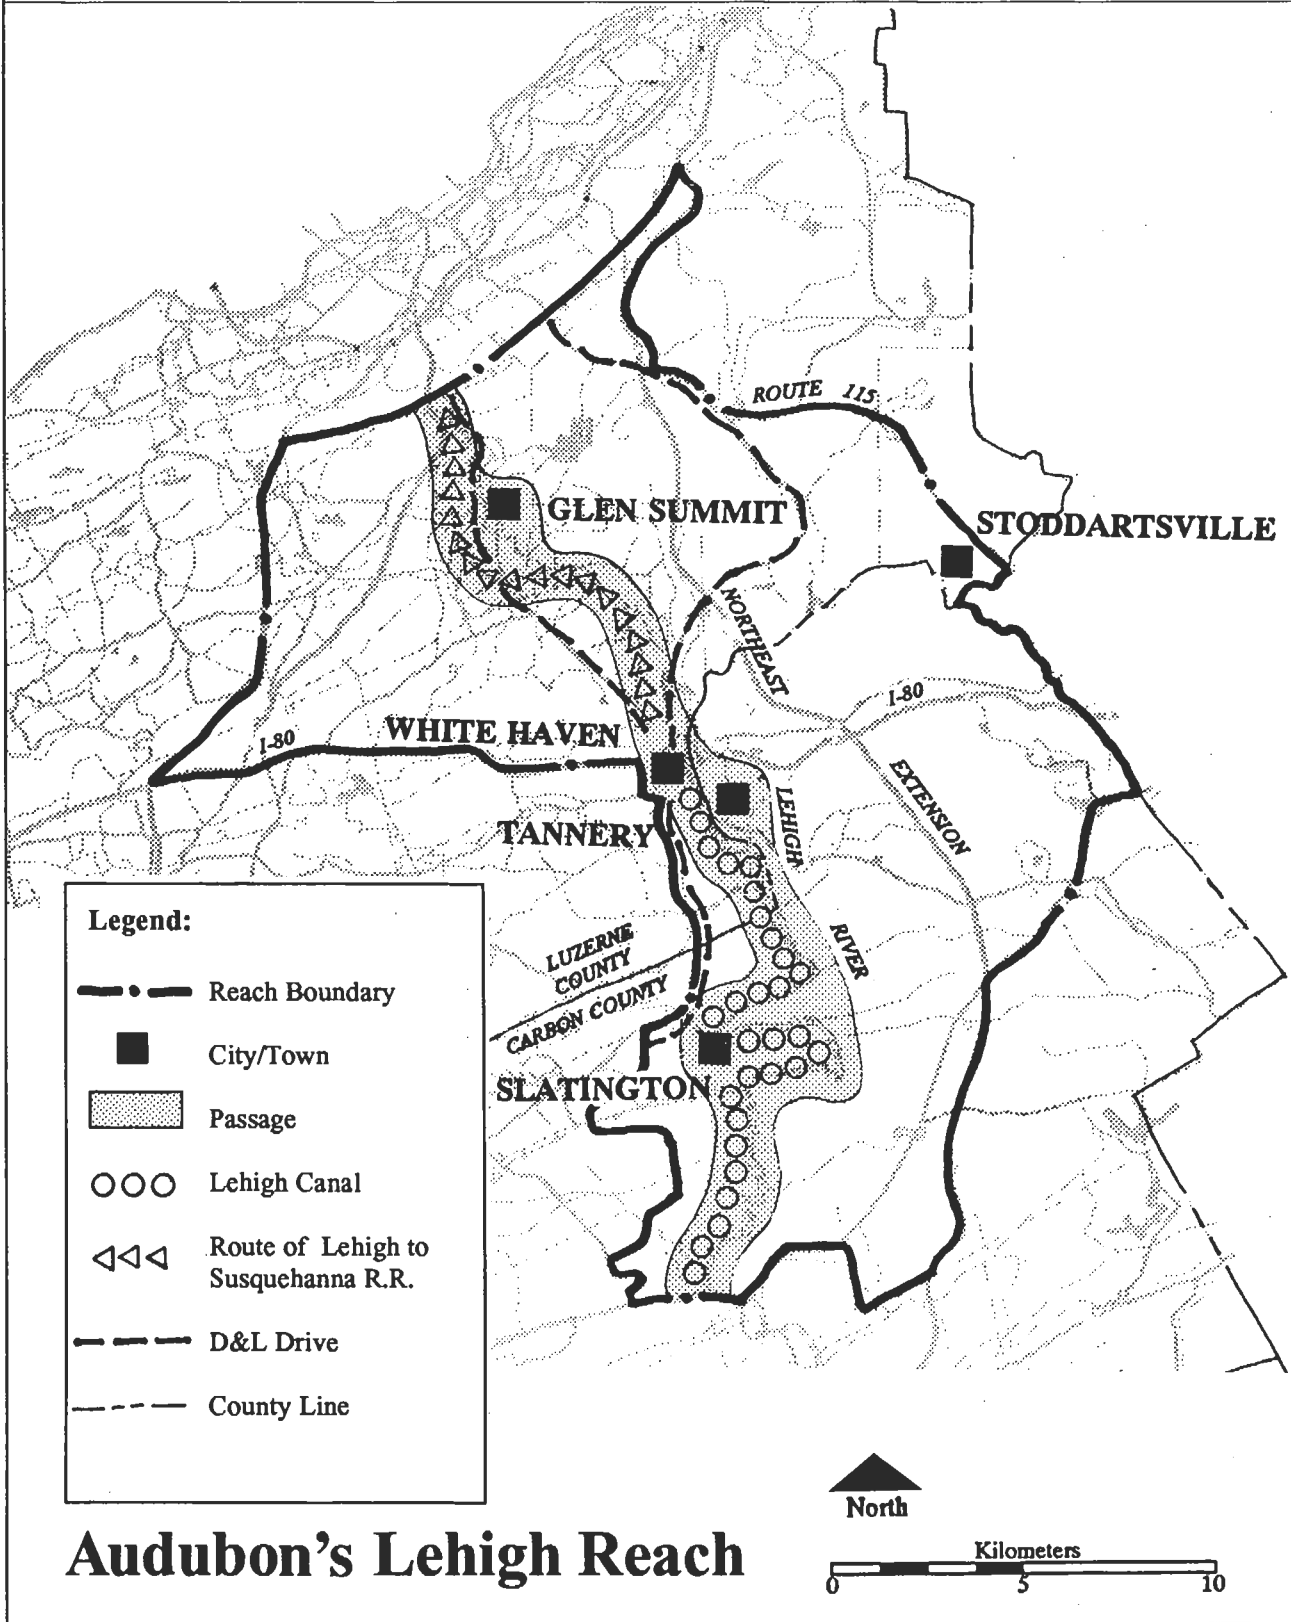 ROUTE 115
GLEN SUMMIT
STODDARTSVILLE
NORTHEAST
I-80
WHITE HAVEN
I-80
EXTENSION
LEHIGH
TANNERY
RIVER
LUZERNE
COUNTY
CARBON COUNTY
SLATINGTON
Legend:
Reach Boundary
City/Town
Passage
Lehigh Canal
Route of Lehigh to
Susquehanna R.R.
D&L Drive
County Line
North
Audubon's Lehigh Reach
Kilometers
0 5 10